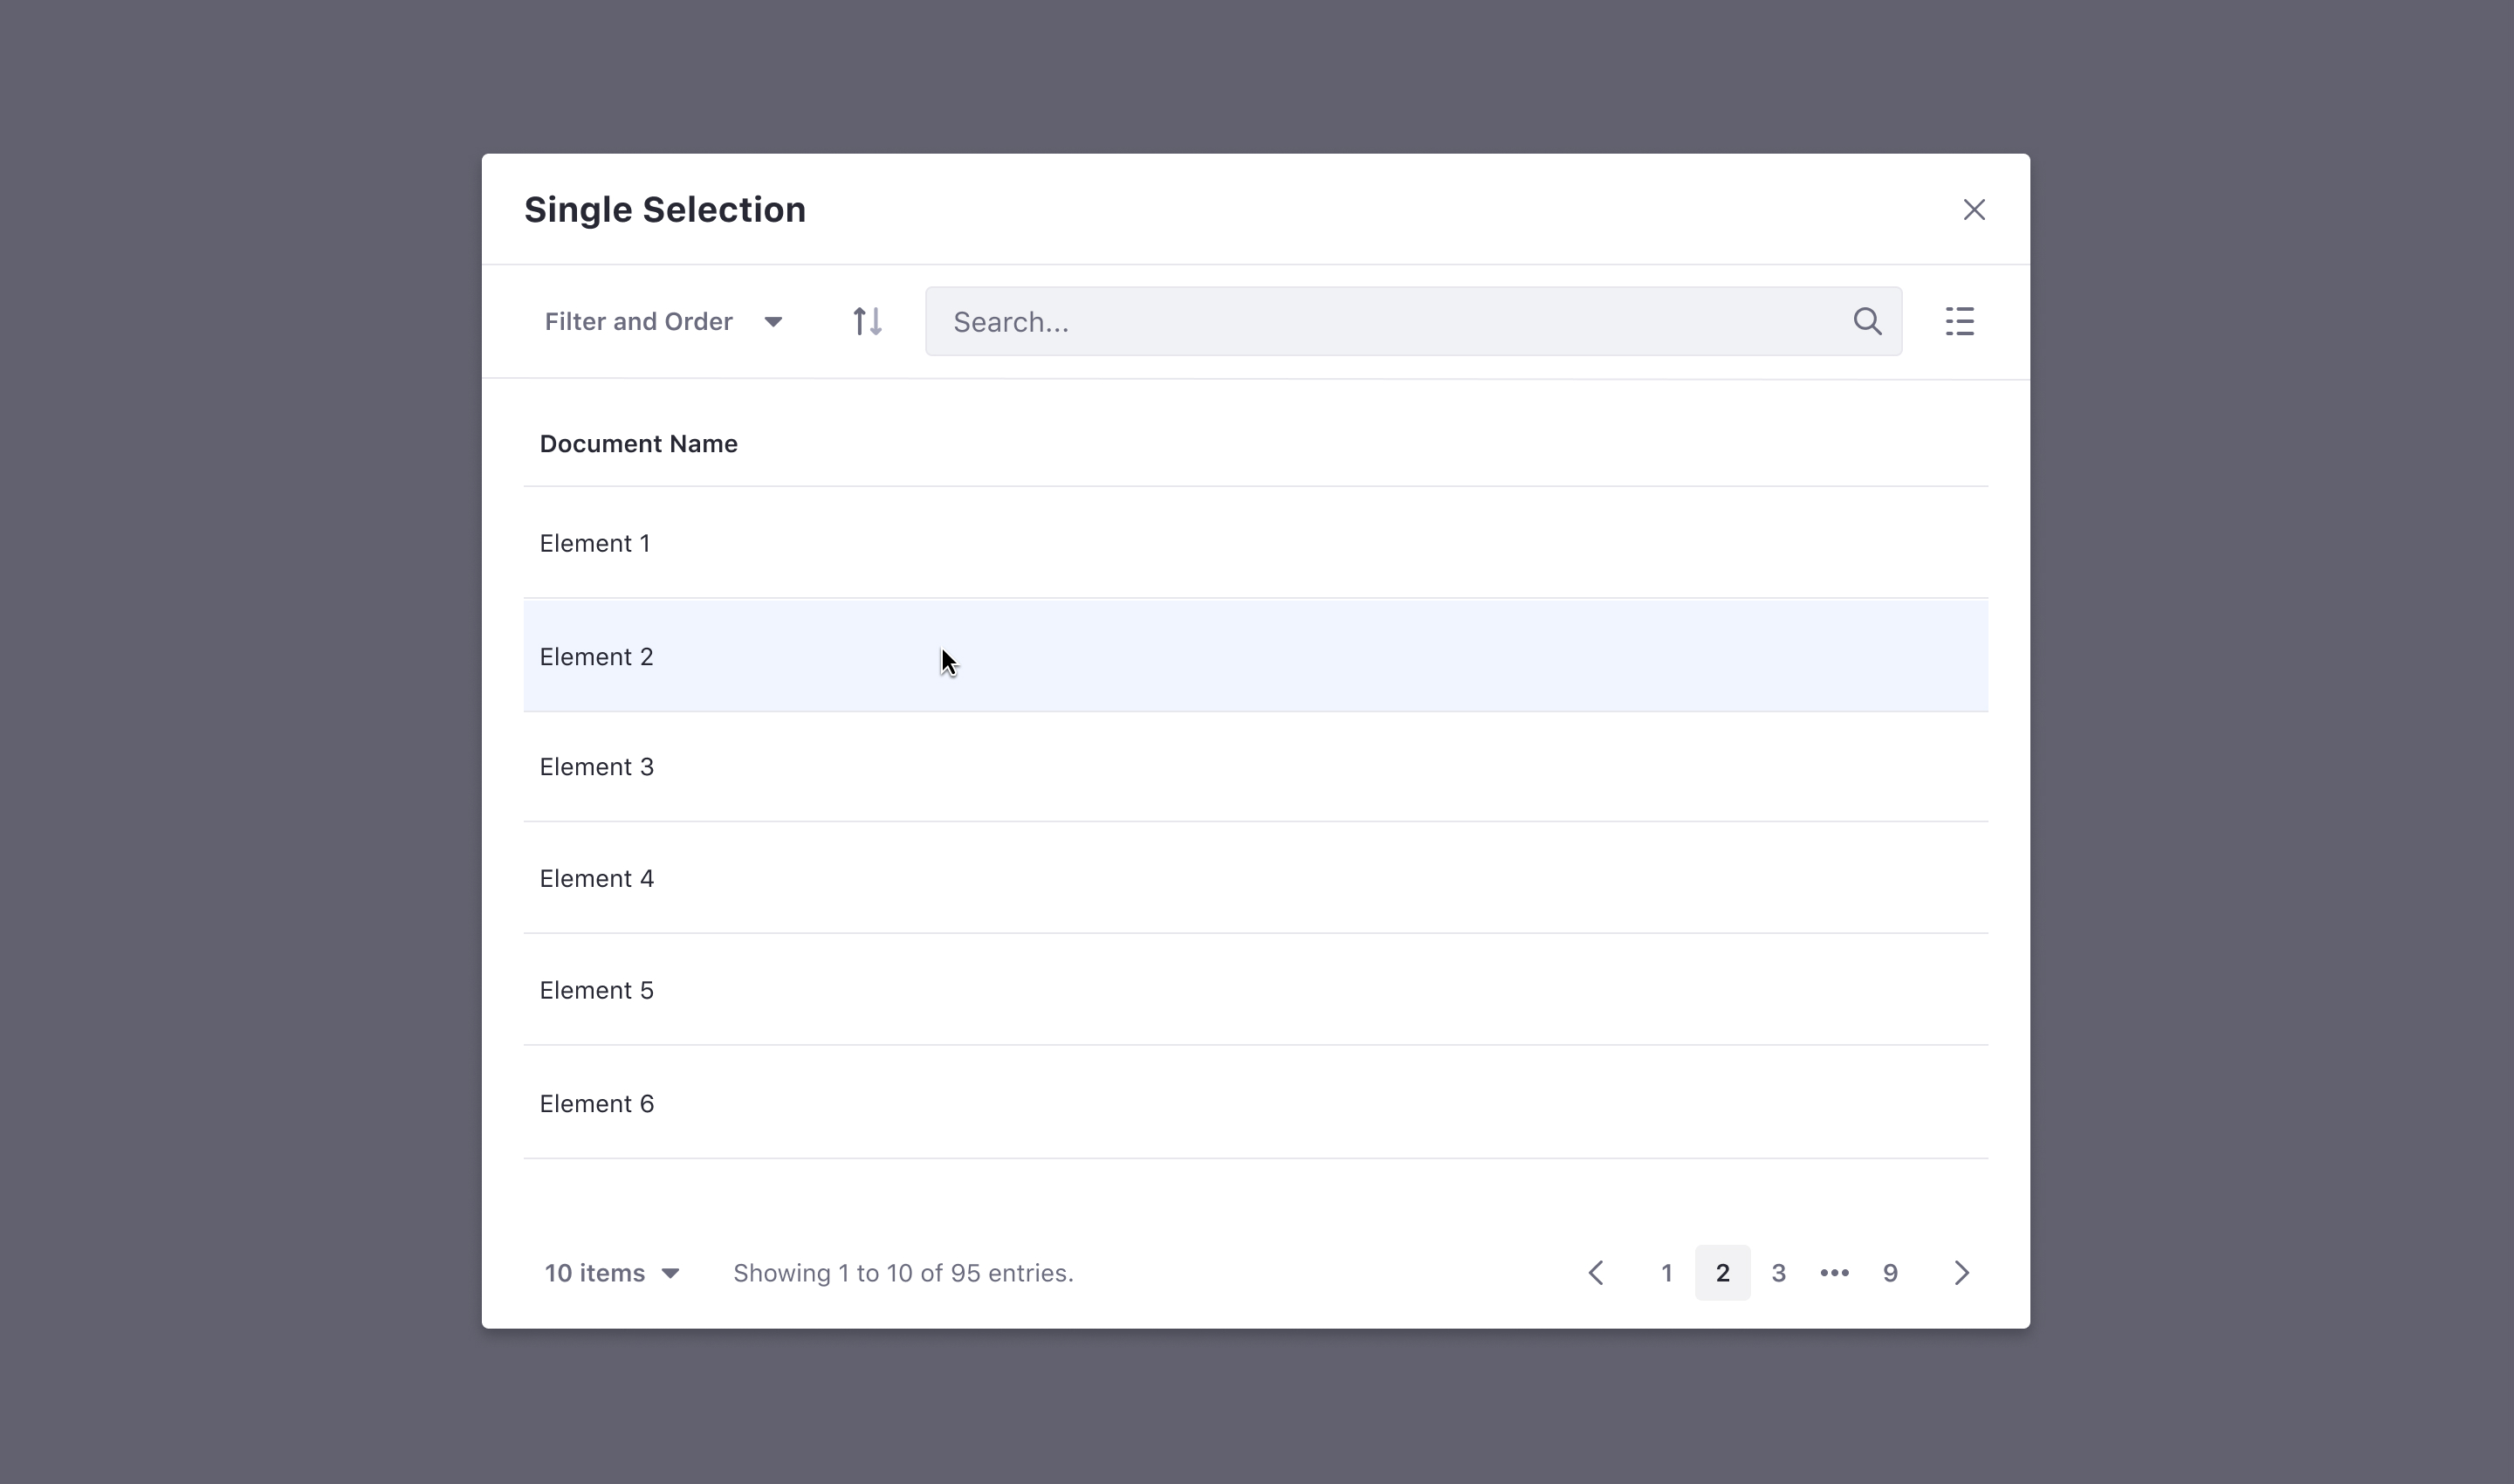 Single Selection
Filter and Order
Search...
Document Name
Element 1
Element 2
Element 3
Element 4
Element 5
Element 6
10 items Showing 1 to 10 of 95 entries. 1 2 3 ••• 9